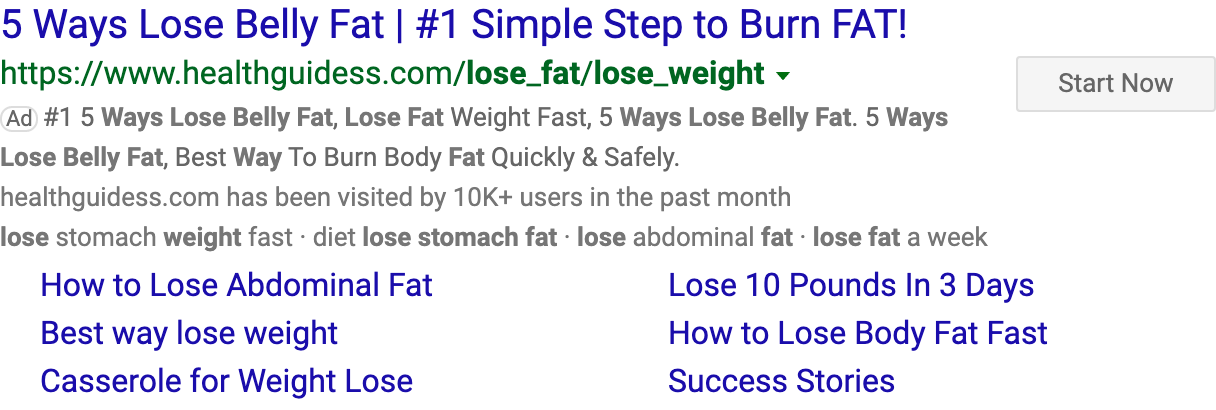 5 Ways Lose Belly Fat | #1 Simple Step to Burn FAT!
https://www.healthguidess.com/lose_fat/lose_weight
Start Now
Ad #1 5 Ways Lose Belly Fat, Lose Fat Weight Fast, 5 Ways Lose Belly Fat. 5 Ways
Lose Belly Fat, Best Way To Burn Body Fat Quickly & Safely.
healthguidess.com has been visited by 10K+ users in the past month
lose stomach weight fast · diet lose stomach fat · lose abdominal fat · lose fat a week
How to Lose Abdominal Fat
Lose 10 Pounds In 3 Days
Best way lose weight
How to Lose Body Fat Fast
Casserole for Weight Lose
Success Stories